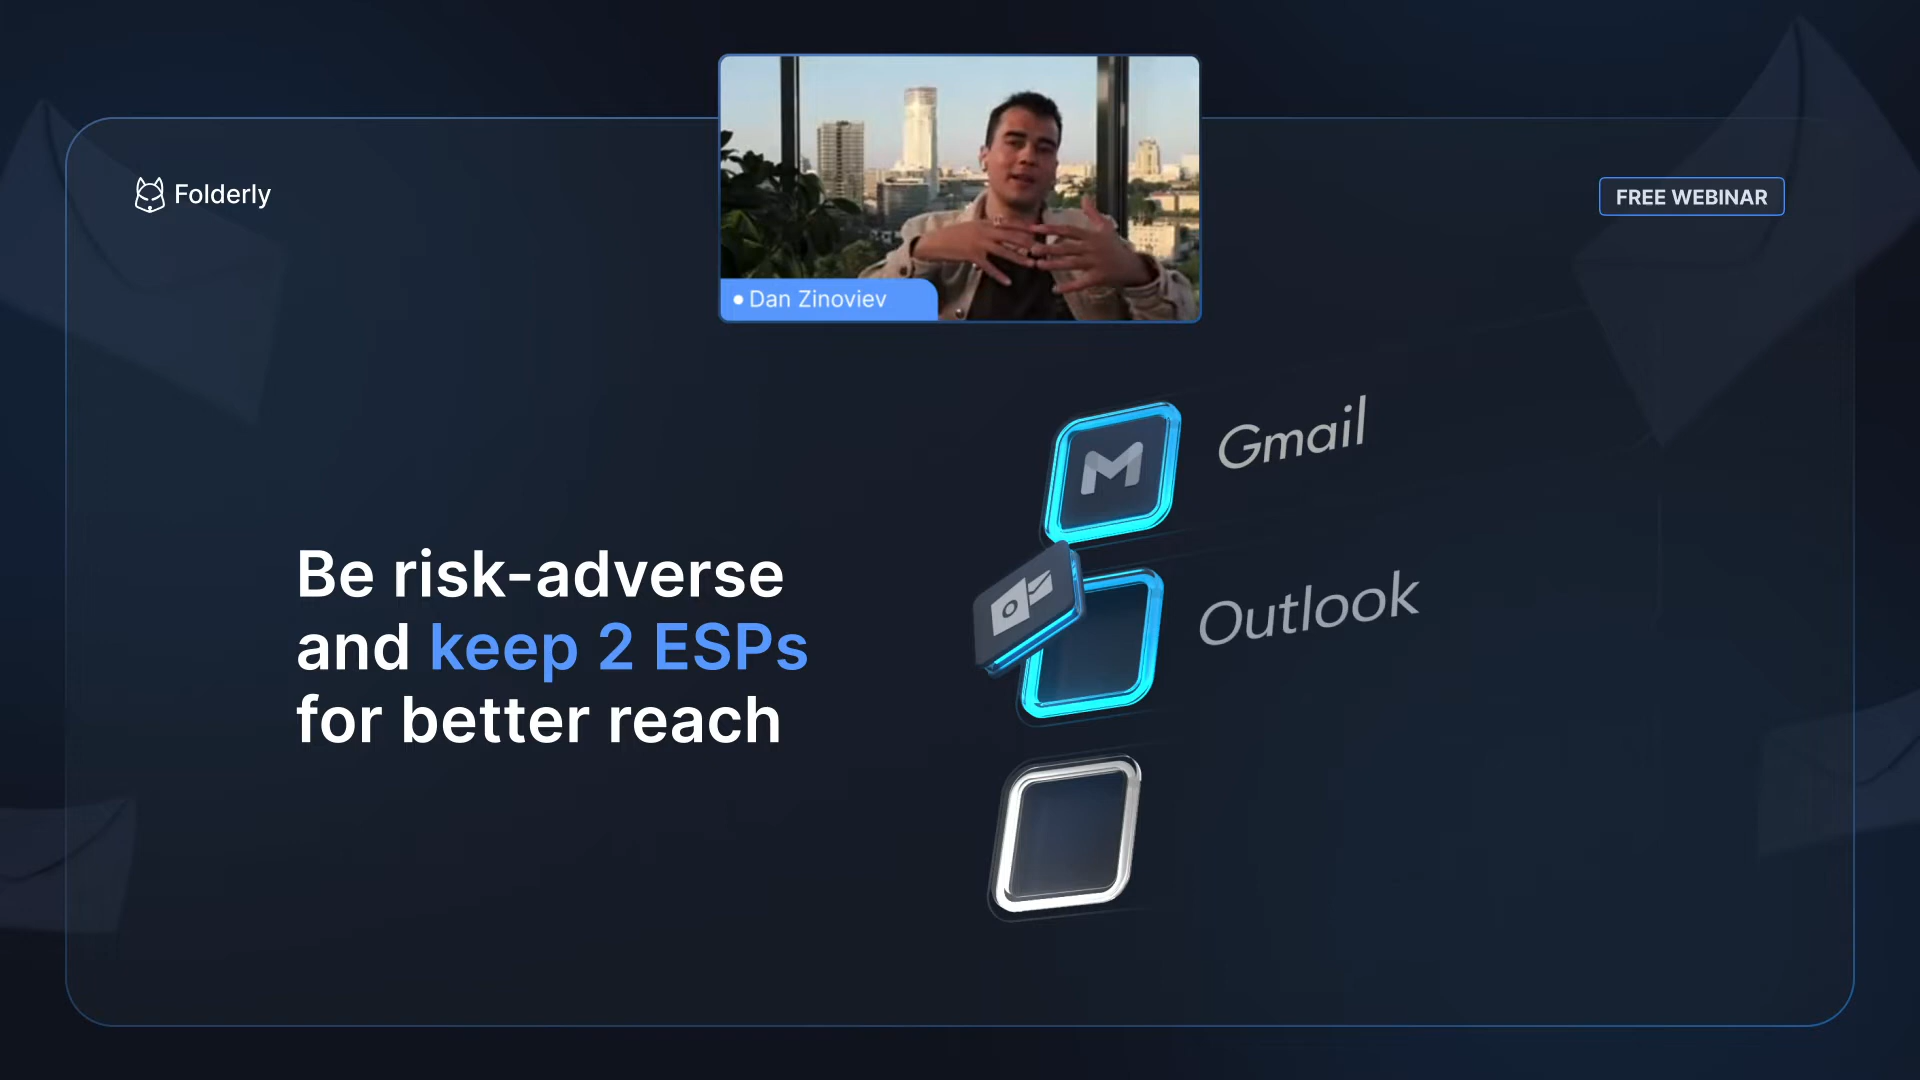 Folderly
FREE WEBINAR
Dan Zinoviev
Gmail
Outlook
Be risk-adverse
and keep 2 ESPs
for better reach